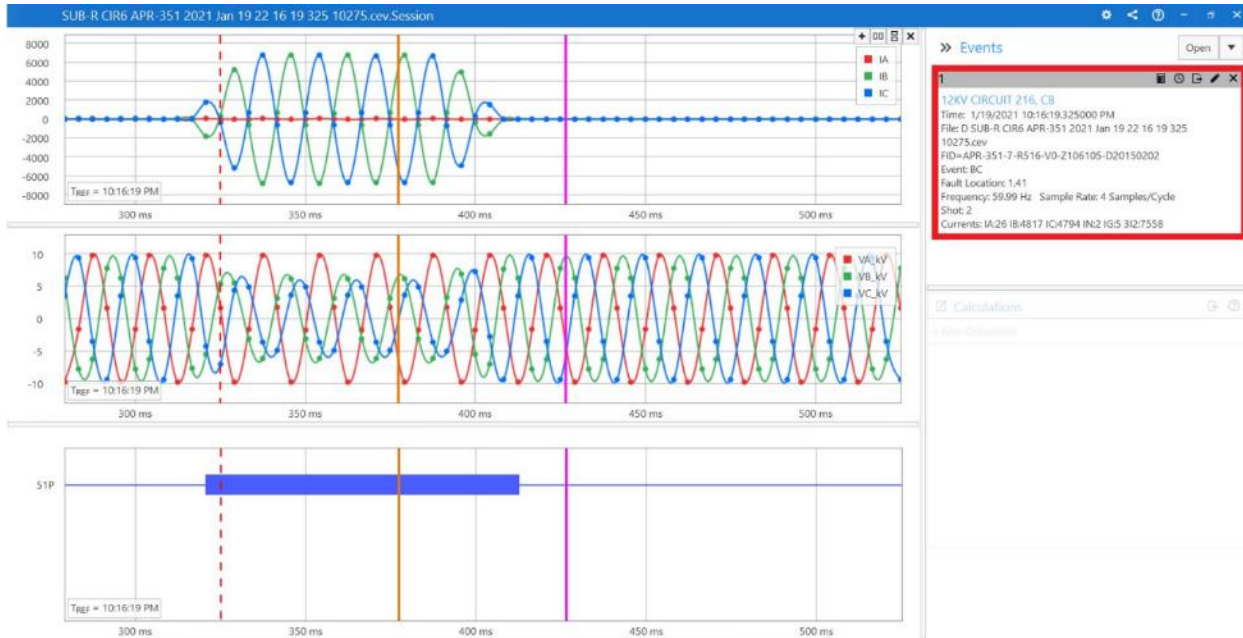 SUB-R CIR6 APR-351 2021 Jan 19 22 16 19 325 10275.cev.Session
8000
6000
4000
2000
0
-2000
-4000
-6000
-8000
IA
IB
IC
TREF = 10:16:19 PM
300 ms 350 ms 400 ms 450 ms 500 ms
10
5
0
-5
-10
VA_kV
VB_kV
VC_kV
TREF = 10:16:19 PM
300 ms 350 ms 400 ms 450 ms 500 ms
51P
TREF = 10:16:19 PM
300 ms 350 ms 400 ms 450 ms 500 ms
Events
Open
1
12KV CIRCUIT 216, CB
Time: 1/19/2021 10:16:19.325000 PM
File: D SUB-R CIR6 APR-351 2021 Jan 19 22 16 19 325
10275.cev
FID=APR-351-7-R516-V0-Z106105-D20150202
Event: BC
Fault Location: 1.41
Frequency: 59.99 Hz Sample Rate: 4 Samples/Cycle
Shot: 2
Currents: IA:26 IB:4817 IC:4794 IN:2 IG:5 3I2:7558
Calculations